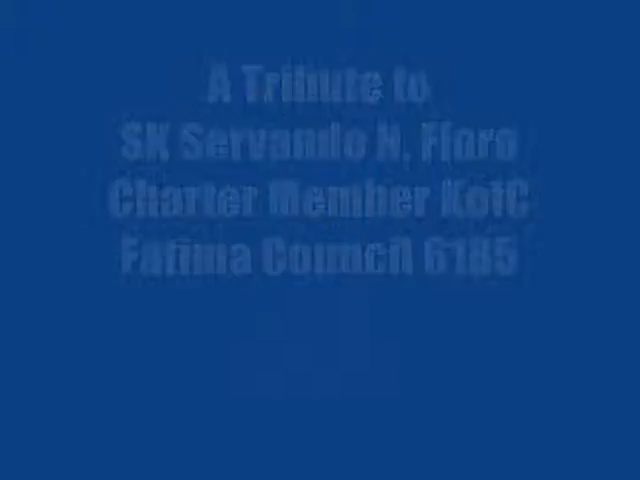 A Tribute to
SK Servando N. Floro
Charter Member KofC
Fatima Council 6185